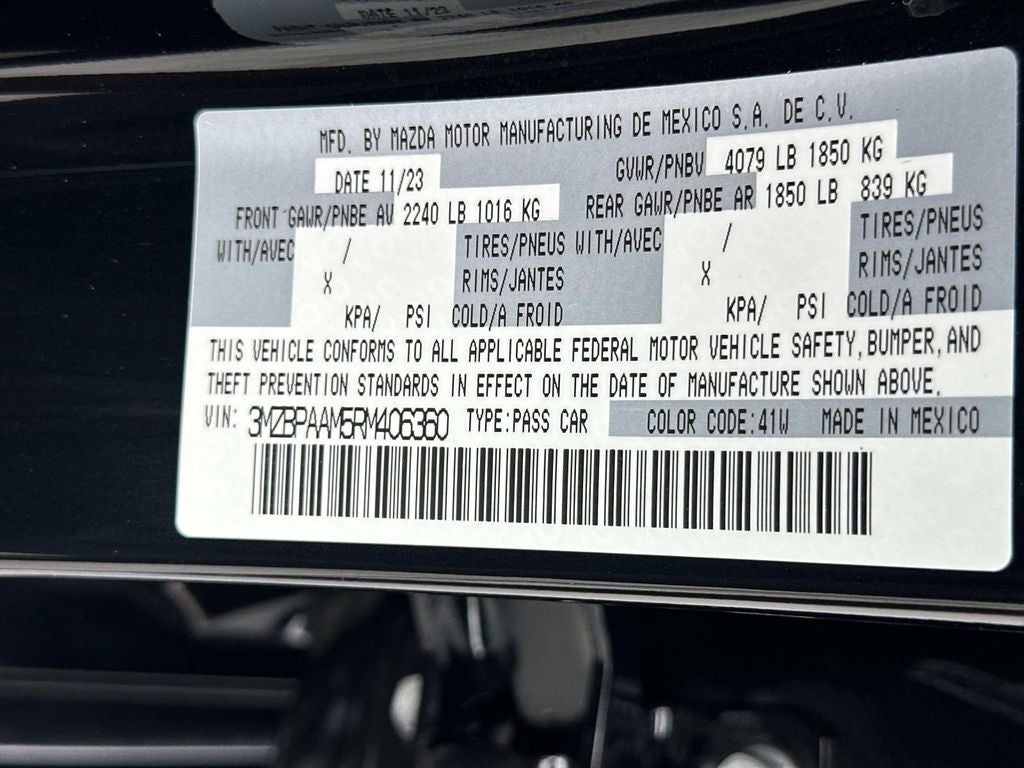 DATE 11/23
MFD. BY MAZDA MOTOR MANUFACTURING DE MEXICO S.A. DE C.V.
DATE 11/23 GVWR/PNBV 4079 LB 1850 KG
FRONT GAWR/PNBE AV 2240 LB 1016 KG REAR GAWR/PNBE AR 1850 LB 839 KG
WITH/AVEC / TIRES/PNEUS WITH/AVEC / TIRES/PNEUS
X RIMS/JANTES X RIMS/JANTES
KPA/ PSI COLD/A FROID KPA/ PSI COLD/A FROID
THIS VEHICLE CONFORMS TO ALL APPLICABLE FEDERAL MOTOR VEHICLE SAFETY, BUMPER, AND
THEFT PREVENTION STANDARDS IN EFFECT ON THE DATE OF MANUFACTURE SHOWN ABOVE.
VIN: 3MZBPAAM5RM406360 TYPE:PASS CAR COLOR CODE:41W MADE IN MEXICO